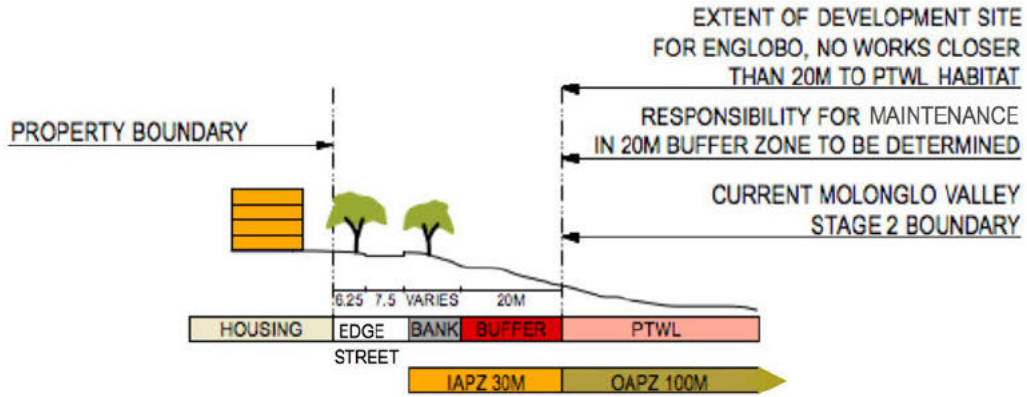 EXTENT OF DEVELOPMENT SITE
FOR ENGLOBO, NO WORKS CLOSER
THAN 20M TO PTWL HABITAT
RESPONSIBILITY FOR MAINTENANCE
IN 20M BUFFER ZONE TO BE DETERMINED
PROPERTY BOUNDARY
CURRENT MOLONGLO VALLEY
STAGE 2 BOUNDARY
6.25 7.5 VARIES 20M
HOUSING EDGE BANK BUFFER PTWL
STREET
IAPZ 30M OAPZ 100M